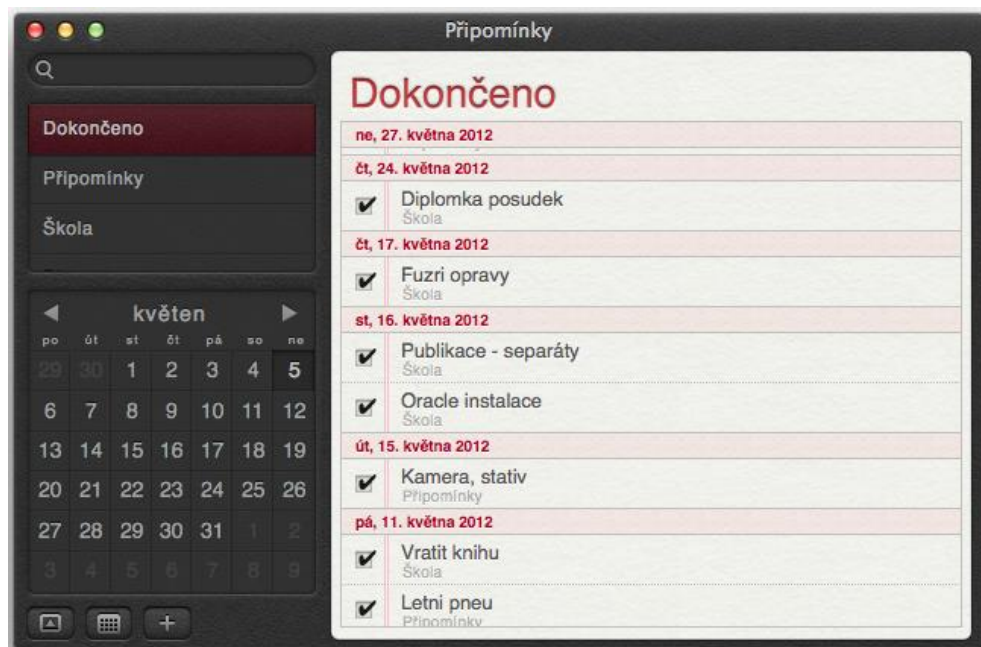 Připomínky
Dokončeno
Připomínky
Škola
květen
po út st čt pá so ne
29 30 1 2 3 4 5
6 7 8 9 10 11 12
13 14 15 16 17 18 19
20 21 22 23 24 25 26
27 28 29 30 31 1 2
3 4 5 6 7 8 9
Dokončeno
ne, 27. května 2012
čt, 24. května 2012
Diplomka posudek
Škola
čt, 17. května 2012
Fuzri opravy
Škola
st, 16. května 2012
Publikace - separáty
Škola
Oracle instalace
Škola
út, 15. května 2012
Kamera, stativ
Připomínky
pá, 11. května 2012
Vratit knihu
Škola
Letni pneu
Připomínky